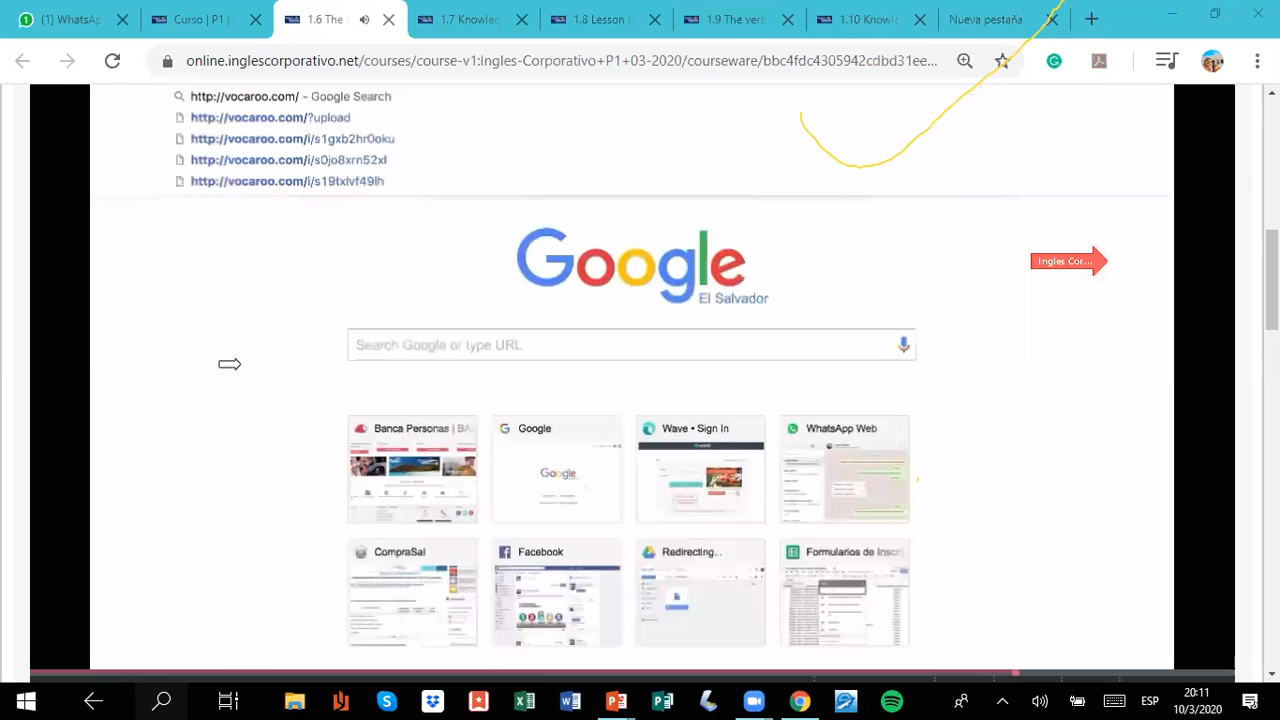 (1) WhatsAp
Curso | P1 |
1.6 The
1.7 Knowled
1.8 Lesson
1.9 The verb
1.10 Knowle
Nueva pestaña
online.inglescorporativo.net/courses/course-v1:Ingles-Corporativo+P1+03-2020/courseware/bbc4fdc4305942cdbd31ee...
http://vocaroo.com/ - Google Search
http://vocaroo.com/?upload
http://vocaroo.com/i/s1gxb2hr0oku
http://vocaroo.com/i/s0jo8xrn52xl
http://vocaroo.com/i/s19txlvf49lh
Google
El Salvador
Ingles Cor...
Search Google or type URL
Banca Personas | BA
Google
Wave • Sign In
WhatsApp Web
Google
CompraSal
Facebook
Redirecting...
Formularios de Inscri
ESP
20:11
10/3/2020